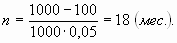 n = (1000 − 100) / (1000 · 0,05) = 18 (мес.).